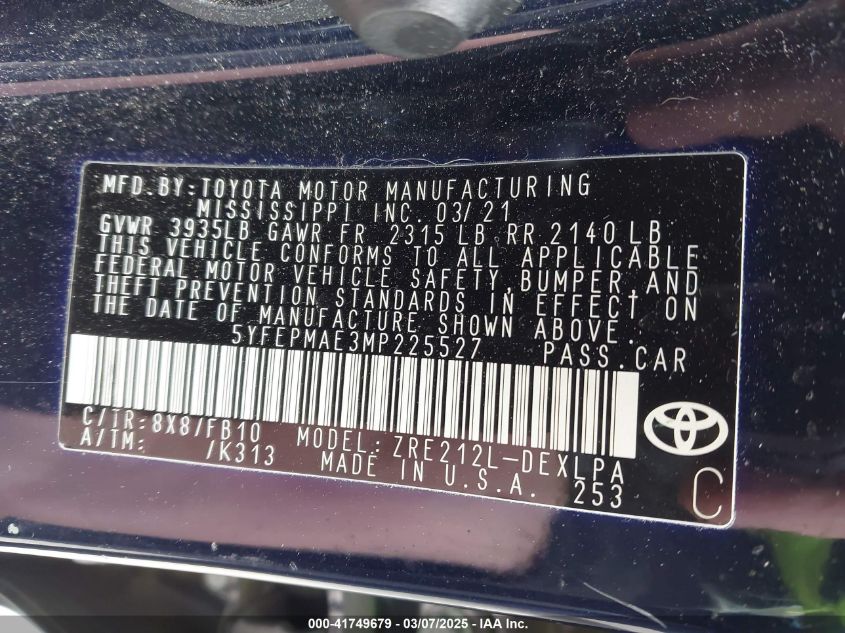 MFD.BY:TOYOTA MOTOR MANUFACTURING
MISSISSIPPI INC. 03/21
GVWR 3935LB GAWR FR 2315 LB RR 2140 LB
THIS VEHICLE CONFORMS TO ALL APPLICABLE
FEDERAL MOTOR VEHICLE SAFETY,BUMPER,AND
THEFT PREVENTION STANDARDS IN EFFECT ON
THE DATE OF MANUFACTURE SHOWN ABOVE.
5YFEPMAE3MP225527 PASS.CAR
C/TR:8X8/FB10 MODEL:ZRE212L-DEXLPA
A/TM: /K313 MADE IN U.S.A. 253
C
000-41749679 - 03/07/2025 - IAA Inc.